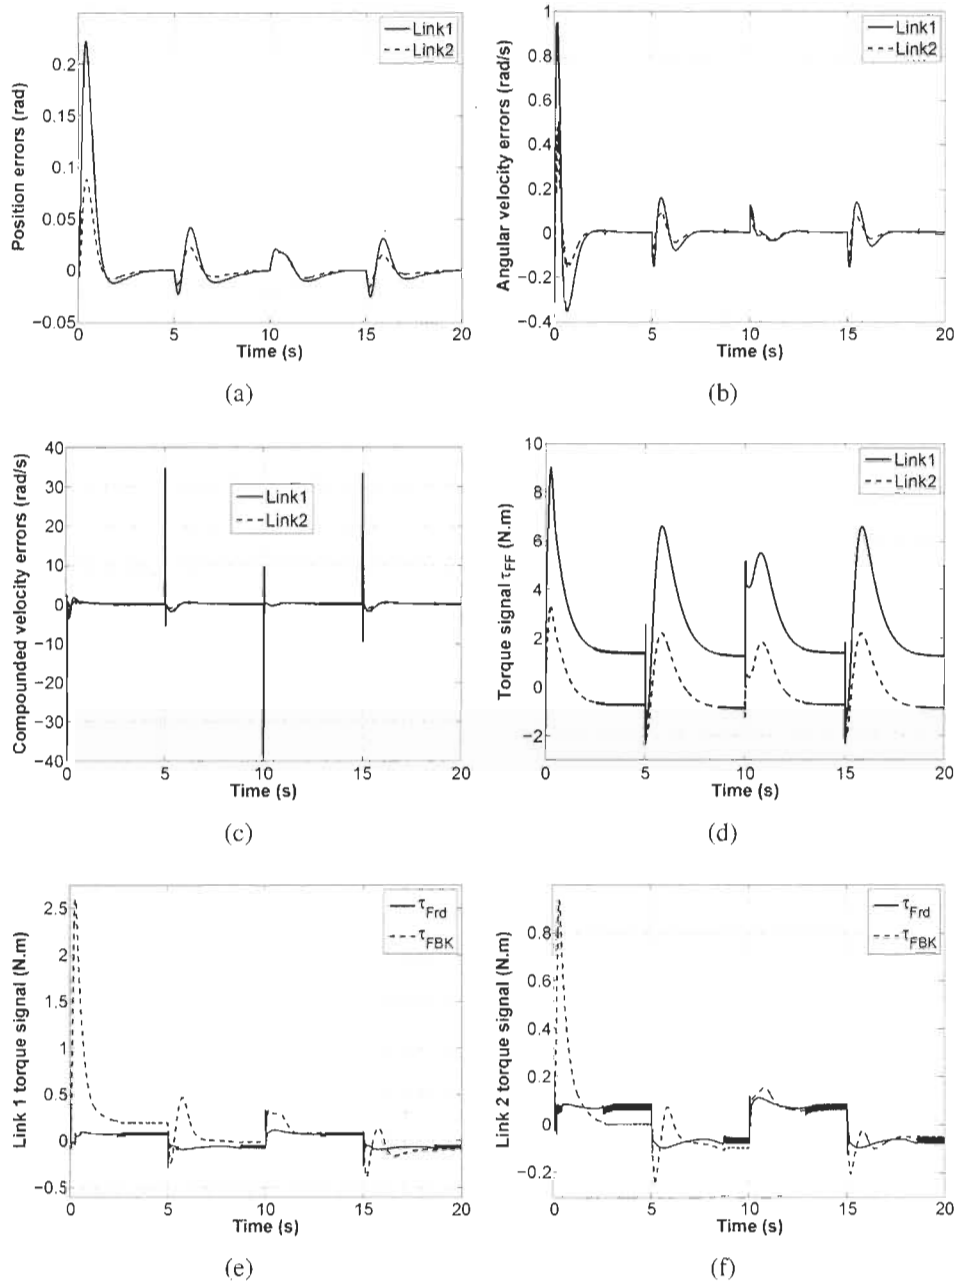 Link1
Link2
0.2
0.15
0.1
0.05
0
−0.05
Position errors (rad)
0 5 10 15 20
Time (s)
(a)
Link1
Link2
1
0.8
0.6
0.4
0.2
0
−0.2
−0.4
Angular velocity errors (rad/s)
0 5 10 15 20
Time (s)
(b)
Link1
Link2
40
30
20
10
0
−10
−20
−30
−40
Compounded velocity errors (rad/s)
0 5 10 15 20
Time (s)
(c)
Link1
Link2
10
8
6
4
2
0
−2
Torque signal τFF (N.m)
0 5 10 15 20
Time (s)
(d)
τFrd
τFBK
2.5
2
1.5
1
0.5
0
−0.5
Link 1 torque signal (N.m)
0 5 10 15 20
Time (s)
(e)
τFrd
τFBK
0.8
0.6
0.4
0.2
0
−0.2
Link 2 torque signal (N.m)
0 5 10 15 20
Time (s)
(f)